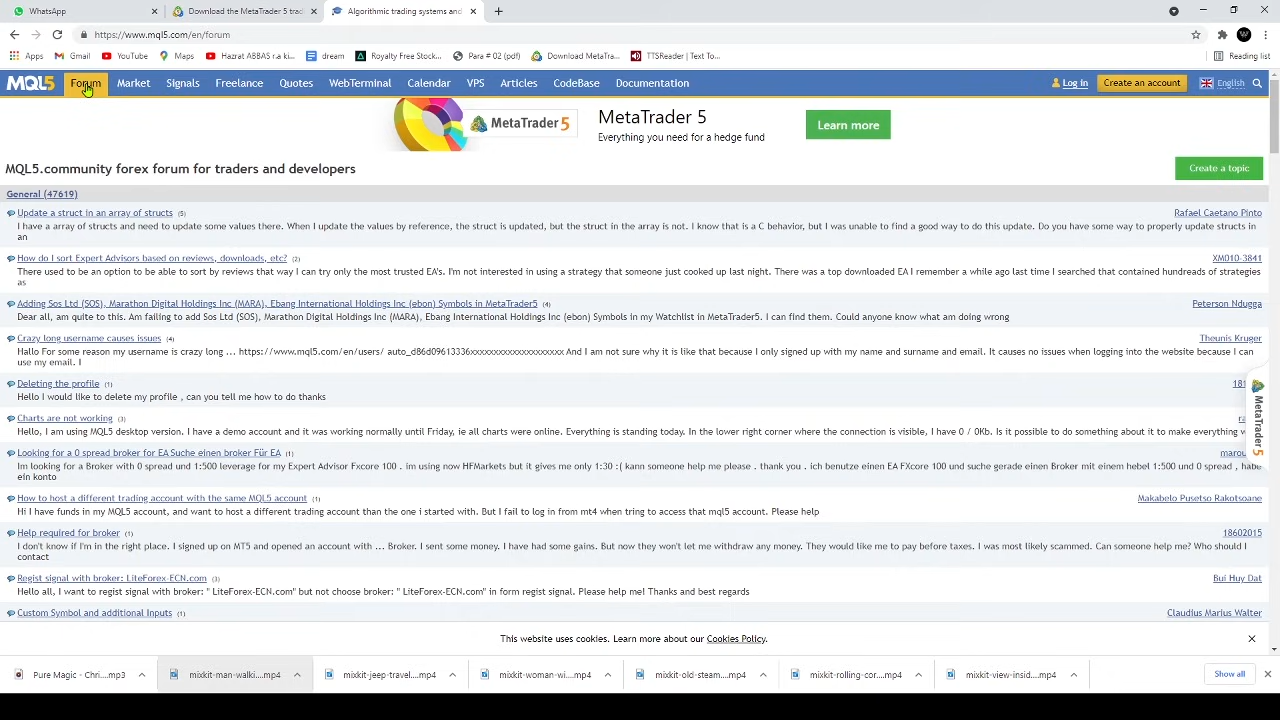 WhatsApp
Download the MetaTrader 5 trad
Algorithmic trading systems and
https://www.mql5.com/en/forum
Apps Gmail YouTube Maps Hazrat ABBAS r.a ki... dream Royalty Free Stock... Para # 02 (pdf) Download MetaTra... TTSReader | Text To... Reading list
MQL5 Forum Market Signals Freelance Quotes WebTerminal Calendar VPS Articles CodeBase Documentation Log in Create an account English
MetaTrader 5
MetaTrader 5
Everything you need for a hedge fund
Learn more
MQL5.community forex forum for traders and developers
Create a topic
General (47619)
Update a struct in an array of structs (5) Rafael Caetano Pinto
I have a array of structs and need to update some values there. When I update the values by reference, the struct is updated, but the struct in the array is not. I know that is a C behavior, but I was unable to find a good way to do this update. Do you have some way to properly update structs in
an
How do I sort Expert Advisors based on reviews, downloads, etc? (2) XM010-3841
There used to be an option to be able to sort by reviews that way I can try only the most trusted EA's. I'm not interested in using a strategy that someone just cooked up last night. There was a top downloaded EA I remember a while ago last time I searched that contained hundreds of strategies
as
Adding Sos Ltd (SOS), Marathon Digital Holdings Inc (MARA), Ebang International Holdings Inc (ebon) Symbols in MetaTrader5 (4) Peterson Ndugga
Dear all, am quite to this. Am failing to add Sos Ltd (SOS), Marathon Digital Holdings Inc (MARA), Ebang International Holdings Inc (ebon) Symbols in my Watchlist in MetaTrader5. I can find them. Could anyone know what am doing wrong
Crazy long username causes issues (4) Theunis Kruger
Hallo For some reason my username is crazy long ... https://www.mql5.com/en/users/ auto_d86d09613336xxxxxxxxxxxxxxxxxxxx And I am not sure why it is like that because I only signed up with my name and surname and email. It causes no issues when logging into the website because I can
use my email. I
Deleting the profile (1) 181
Hello I would like to delete my profile , can you tell me how to do thanks
Charts are not working (3) ra
Hello, I am using MQL5 desktop version. I have a demo account and it was working normally until Friday, ie all charts were online. Everything is standing today. In the lower right corner where the connection is visible, I have 0 / 0Kb. Is it possible to do something about it to make everything
Looking for a 0 spread broker for EA Suche einen broker Für EA (1) marou
Im looking for a Broker with 0 spread und 1:500 leverage for my Expert Advisor Fxcore 100 . im using now HFMarkets but it gives me only 1:30 :( kann someone help me please . thank you . ich benutze einen EA FXcore 100 und suche gerade einen Broker mit einem hebel 1:500 und 0 spread , habe
ein konto
How to host a different trading account with the same MQL5 account (1) Makabelo Pusetso Rakotsoane
Hi I have funds in my MQL5 account, and want to host a different trading account than the one i started with. But I fail to log in from mt4 when tring to access that mql5 account. Please help
Help required for broker (1) 18602015
I don't know if I'm in the right place. I signed up on MT5 and opened an account with ... Broker. I sent some money. I have had some gains. But now they won't let me withdraw any money. They would like me to pay before taxes. I was most likely scammed. Can someone help me? Who should I
contact
Regist signal with broker: LiteForex-ECN.com (3) Bui Huy Dat
Hello all, I want to regist signal with broker: " LiteForex-ECN.com" but not choose broker: " LiteForex-ECN.com" in form regist signal. Please help me! Thanks and best regards
Custom Symbol and additional Inputs (1) Claudius Marius Walter
MetaTrader 5
This website uses cookies. Learn more about our Cookies Policy.
Pure Magic - Chri....mp3 mixkit-man-walki....mp4 mixkit-jeep-travel....mp4 mixkit-woman-wi....mp4 mixkit-old-steam....mp4 mixkit-rolling-cor....mp4 mixkit-view-insid....mp4 Show all